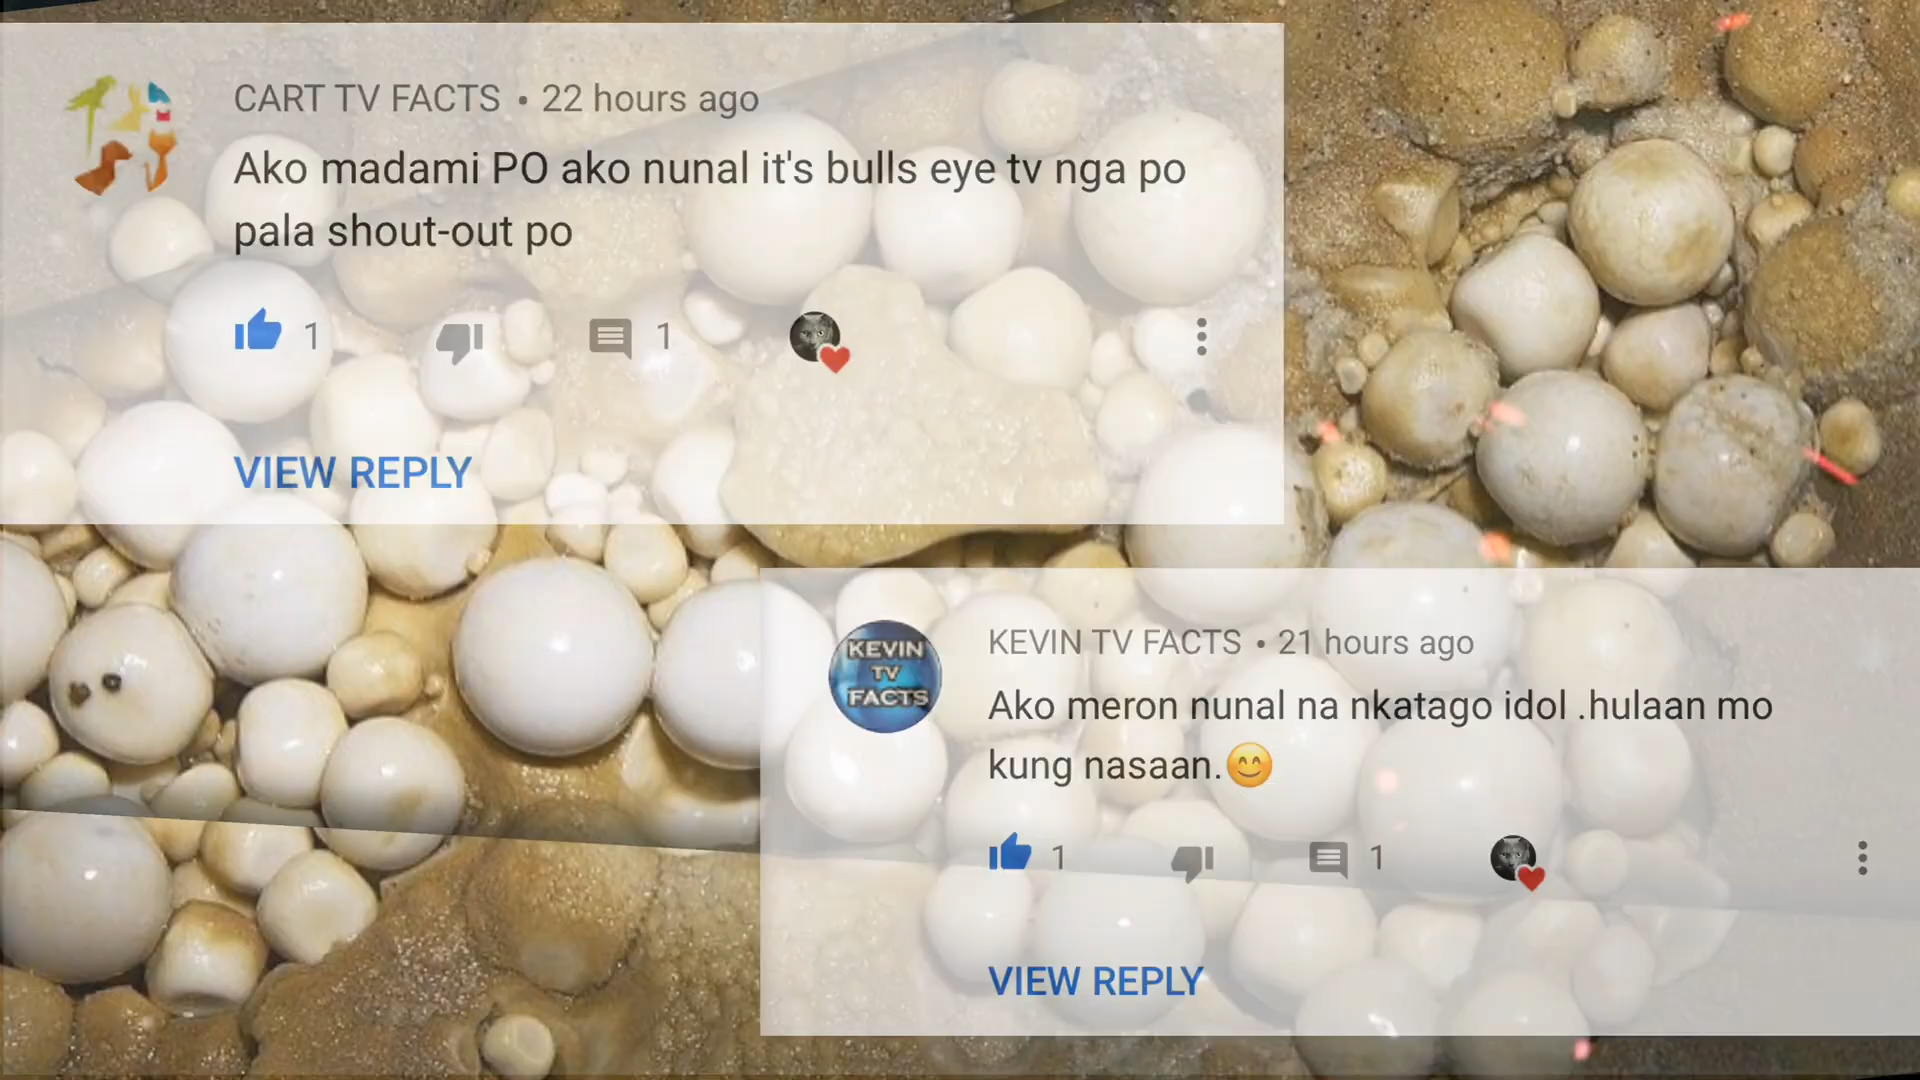 CART TV FACTS • 22 hours ago
Ako madami PO ako nunal it's bulls eye tv nga po
pala shout-out po
1
1
VIEW REPLY
KEVIN TV FACTS
KEVIN TV FACTS • 21 hours ago
Ako meron nunal na nkatago idol .hulaan mo
kung nasaan.😊
1
1
VIEW REPLY